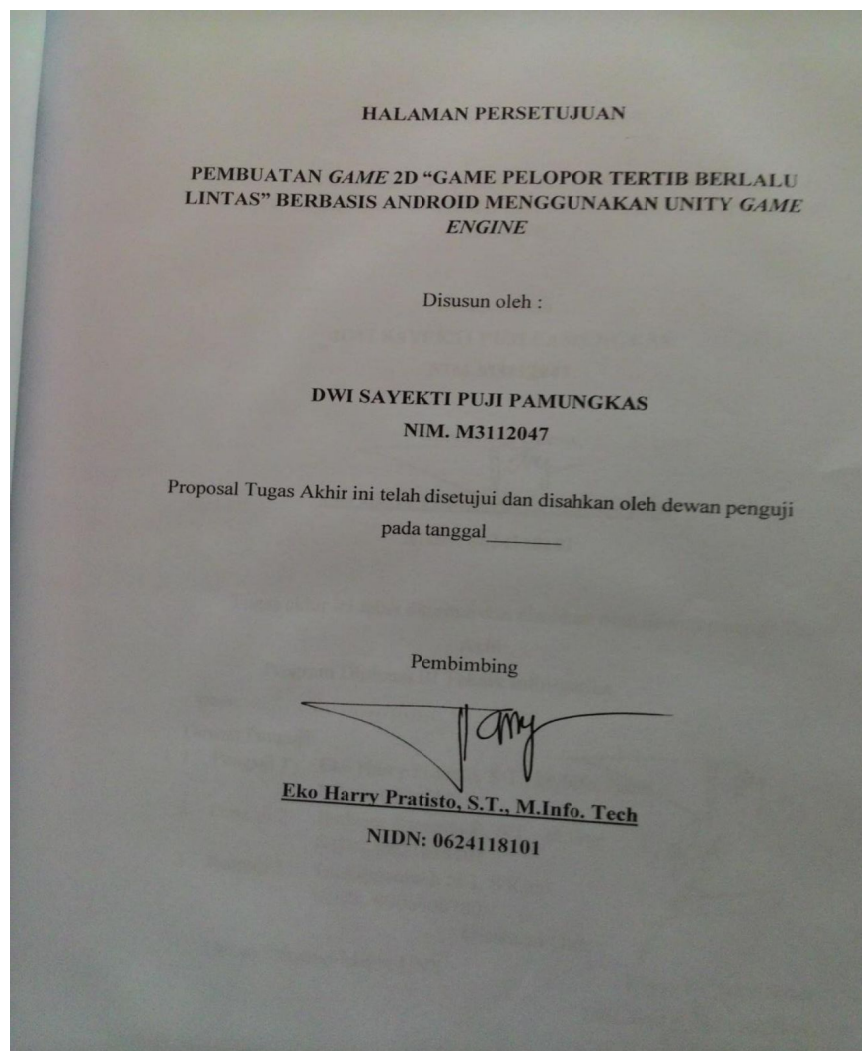 HALAMAN PERSETUJUAN
PEMBUATAN GAME 2D “GAME PELOPOR TERTIB BERLALU
LINTAS” BERBASIS ANDROID MENGGUNAKAN UNITY GAME
ENGINE
Disusun oleh :
DWI SAYEKTI PUJI PAMUNGKAS
NIM. M3112047
Proposal Tugas Akhir ini telah disetujui dan disahkan oleh dewan penguji
pada tanggal________
Pembimbing
Eko Harry Pratisto, S.T., M.Info. Tech
NIDN: 0624118101